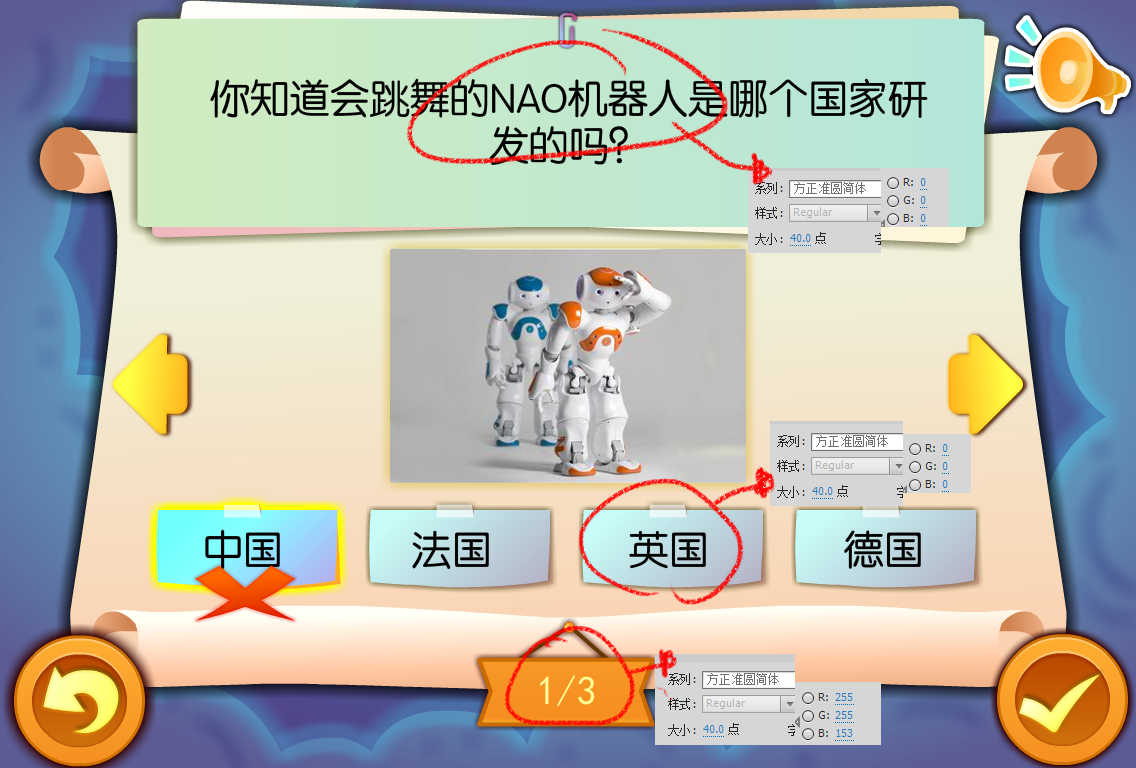 你知道会跳舞的NAO机器人是哪个国家研
发的吗?
系列: 方正准圆简体 R: 0
样式: Regular G: 0
B: 0
大小: 40.0 点
系列: 方正准圆简体 R: 0
样式: Regular G: 0
B: 0
大小: 40.0 点
中国
法国
英国
德国
1/3
系列: 方正准圆简体
样式: Regular
大小: 40.0 点
R: 255
G: 255
B: 153